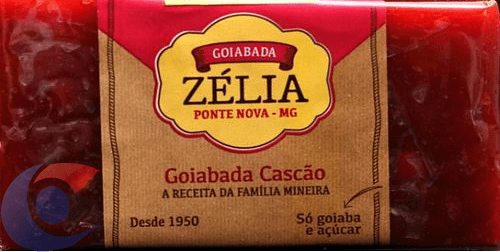 GOIABADA
ZÉLIA
PONTE NOVA - MG
Goiabada Cascão
A RECEITA DA FAMÍLIA MINEIRA
Desde 1950
Só goiaba
e açúcar